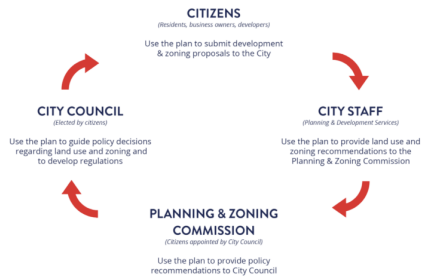 CITIZENS
(Residents, business owners, developers)
Use the plan to submit development
& zoning proposals to the City
CITY COUNCIL
(Elected by citizens)
Use the plan to guide policy decisions
regarding land use and zoning and
to develop regulations
CITY STAFF
(Planning & Development Services)
Use the plan to provide land use and
zoning recommendations to the
Planning & Zoning Commission
PLANNING & ZONING
COMMISSION
(Citizens appointed by City Council)
Use the plan to provide policy
recommendations to City Council